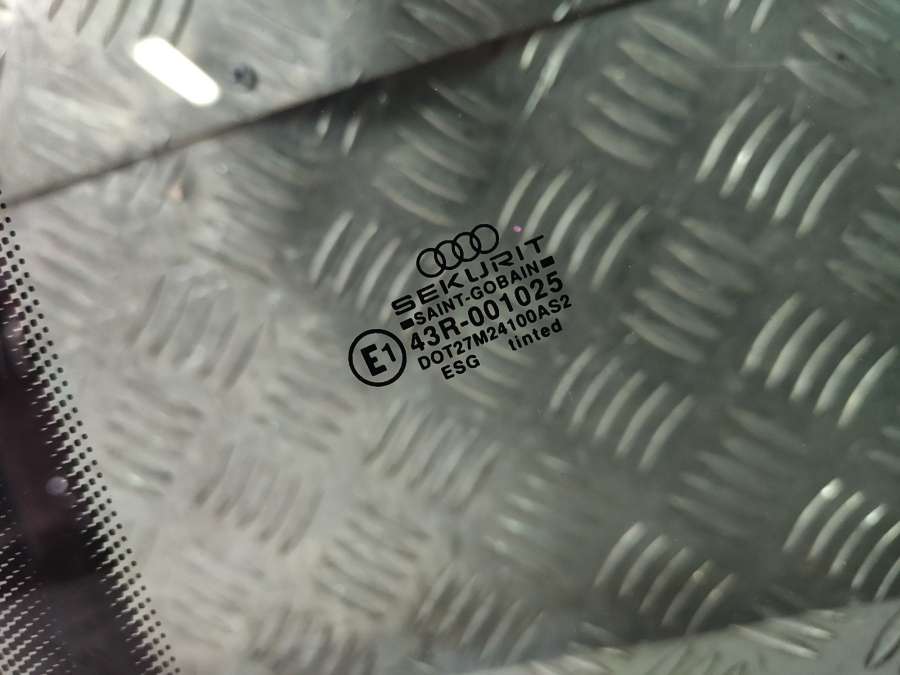 SEKURIT
SAINT-GOBAIN
E1 43R-001025
DOT27M24100AS2
ESG tinted